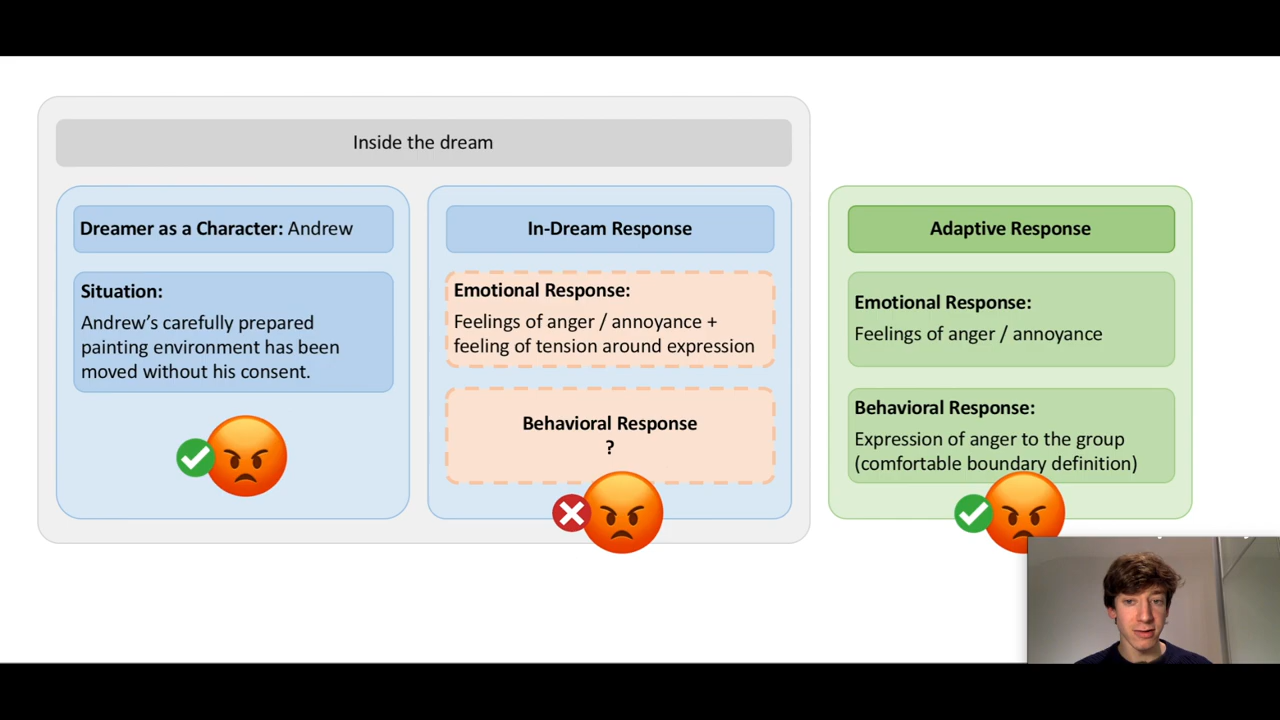 Inside the dream
Dreamer as a Character: Andrew
Situation:
Andrew’s carefully prepared
painting environment has been
moved without his consent.
In-Dream Response
Emotional Response:
Feelings of anger / annoyance +
feeling of tension around expression
Behavioral Response
?
Adaptive Response
Emotional Response:
Feelings of anger / annoyance
Behavioral Response:
Expression of anger to the group
(comfortable boundary definition)